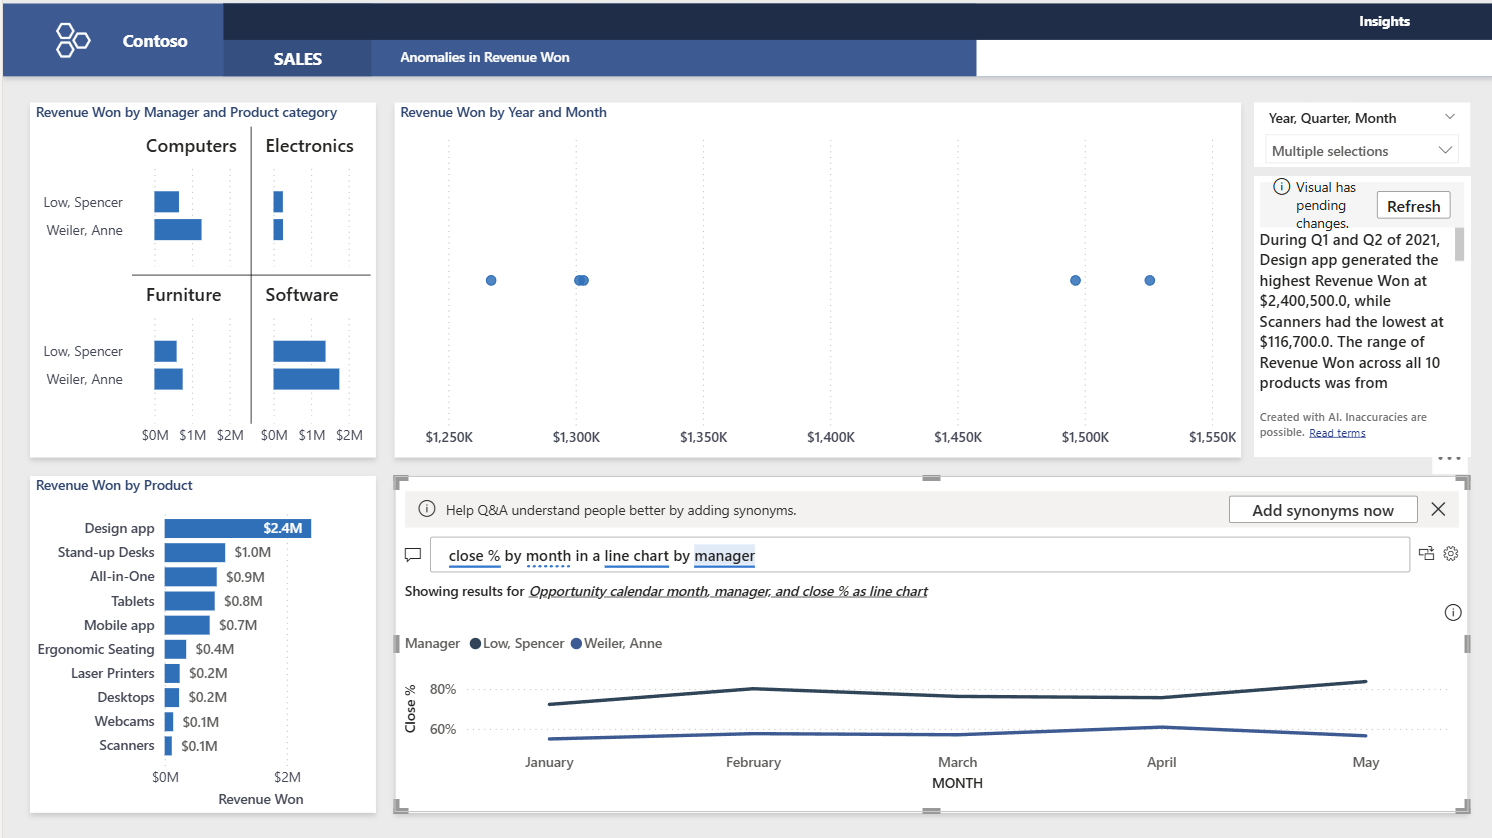 Contoso
Insights
SALES
Anomalies in Revenue Won
Revenue Won by Manager and Product category
Computers
Electronics
Low, Spencer
Weiler, Anne
Furniture
Software
Low, Spencer
Weiler, Anne
$0M $1M $2M $0M $1M $2M
Revenue Won by Year and Month
$1,250K $1,300K $1,350K $1,400K $1,450K $1,500K $1,550K
Year, Quarter, Month
Multiple selections
Visual has
pending
changes.
Refresh
During Q1 and Q2 of 2021,
Design app generated the
highest Revenue Won at
$2,400,500.0, while
Scanners had the lowest at
$116,700.0. The range of
Revenue Won across all 10
products was from
Created with AI. Inaccuracies are
possible. Read terms
Revenue Won by Product
Design app $2.4M
Stand-up Desks $1.0M
All-in-One $0.9M
Tablets $0.8M
Mobile app $0.7M
Ergonomic Seating $0.4M
Laser Printers $0.2M
Desktops $0.2M
Webcams $0.1M
Scanners $0.1M
$0M $2M
Revenue Won
Help Q&A understand people better by adding synonyms.
Add synonyms now
close % by month in a line chart by manager
Showing results for Opportunity calendar month, manager, and close % as line chart
Manager Low, Spencer Weiler, Anne
Close %
80%
60%
January February March April May
MONTH